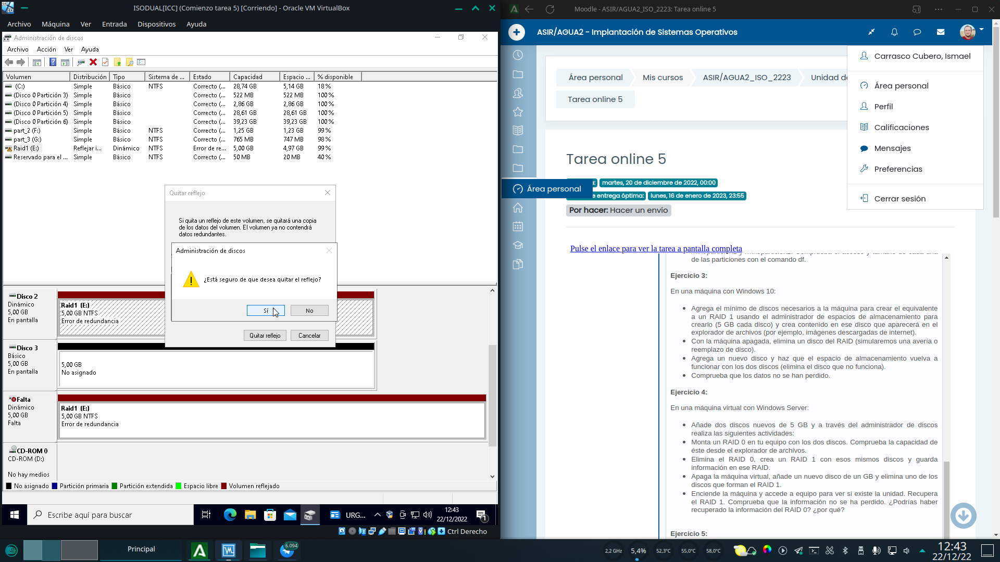 ISODUAL[ICC] (Comienzo tarea 5) [Corriendo] - Oracle VM VirtualBox
Archivo Máquina Ver Entrada Dispositivos Ayuda
Administración de discos
Archivo Acción Ver Ayuda
Volumen Distribución Tipo Sistema de ... Estado Capacidad Espacio ... % disponible
(C:) Simple Básico NTFS Correcto (... 28,74 GB 5,14 GB 18 %
(Disco 0 Partición 3) Simple Básico Correcto (... 522 MB 522 MB 100 %
(Disco 0 Partición 4) Simple Básico Correcto (... 2,86 GB 2,86 GB 100 %
(Disco 0 Partición 5) Simple Básico Correcto (... 28,61 GB 28,61 GB 100 %
(Disco 0 Partición 6) Simple Básico Correcto (... 39,23 GB 39,23 GB 100 %
part_2 (F:) Simple Básico NTFS Correcto (... 1,25 GB 1,23 GB 99 %
part_3 (G:) Simple Básico NTFS Correcto (... 765 MB 747 MB 98 %
Raid1 (E:) Reflejar i... Dinámico NTFS Error de re... 5,00 GB 4,97 GB 99 %
Reservado para el ... Simple Básico NTFS Correcto (... 50 MB 20 MB 40 %
Quitar reflejo
Si quita un reflejo de este volumen, se quitará una copia
de los datos del volumen. El volumen ya no contendrá
datos redundantes.
Administración de discos
¿Está seguro de que desea quitar el reflejo?
Sí No
Quitar reflejo Cancelar
Disco 2
Dinámico
5,00 GB
En pantalla
Raid1 (E:)
5,00 GB NTFS
Error de redundancia
Disco 3
Básico
5,00 GB
En pantalla
5,00 GB
No asignado
Falta
Dinámico
5,00 GB
Falta
Raid1 (E:)
5,00 GB NTFS
Error de redundancia
CD-ROM 0
CD-ROM (D:)
No hay medios
No asignado Partición primaria Partición extendida Espacio libre Volumen reflejado
Escribe aquí para buscar
URG...
12:43
22/12/2022
1
Ctrl Derecho
Moodle - ASIR/AGUA2_ISO_2223: Tarea online 5
ASIR/AGUA2 - Implantación de Sistemas Operativos
Carrasco Cubero, Ismael
Área personal
Perfil
Calificaciones
Mensajes
Preferencias
Cerrar sesión
Área personal Mis cursos ASIR/AGUA2_ISO_2223 Unidad de
Tarea online 5
Tarea online 5
martes, 20 de diciembre de 2022, 00:00
Área personal
e entrega óptima: lunes, 16 de enero de 2023, 23:55
Por hacer: Hacer un envío
Pulse el enlace para ver la tarea a pantalla completa
de las particiones con el comando df.
Ejercicio 3:
En una máquina con Windows 10:
Agrega el mínimo de discos necesarios a la máquina para crear el equivalente
a un RAID 1 usando el administrador de espacios de almacenamiento para
crearlo (5 GB cada disco) y crea contenido en ese disco que aparecerá en el
explorador de archivos (por ejemplo, imágenes descargadas de internet).
Con la máquina apagada, elimina un disco del RAID (simularemos una avería o
reemplazo de disco).
Agrega un nuevo disco y haz que el espacio de almacenamiento vuelva a
funcionar con los dos discos (elimina el disco que no funciona).
Comprueba que los datos no se han perdido.
Ejercicio 4:
En una máquina virtual con Windows Server:
Añade dos discos nuevos de 5 GB y a través del administrador de discos
realiza las siguientes actividades:
Monta un RAID 0 en tu equipo con los dos discos. Comprueba la capacidad de
éste desde el explorador de archivos.
Elimina el RAID 0, crea un RAID 1 con esos mismos discos y guarda
información en ese RAID.
Apaga la máquina virtual, añade un nuevo disco de un GB y elimina uno de los
discos que forman el RAID 1.
Enciende la máquina y accede a equipo para ver si existe la unidad. Recupera
el RAID 1. Comprueba que la información no se ha perdido. ¿Podrías haber
recuperado la información del RAID 0? ¿por qué?
Ejercicio 5:
Principal
6.094
2,2 GHz 5,4% 52,3°C 55,0°C 58,0°C
12:43
22/12/22